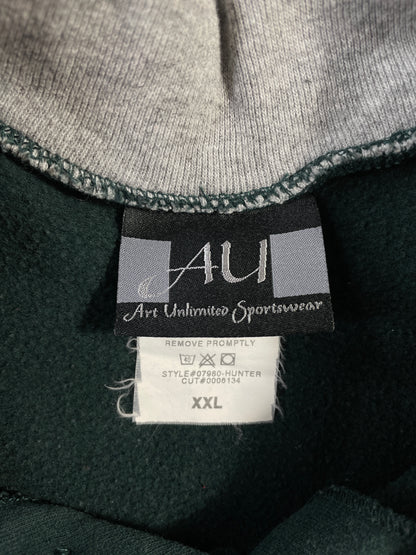 AU
Art Unlimited Sportswear
REMOVE PROMPTLY
STYLE#07980-HUNTER
CUT#0008134
XXL